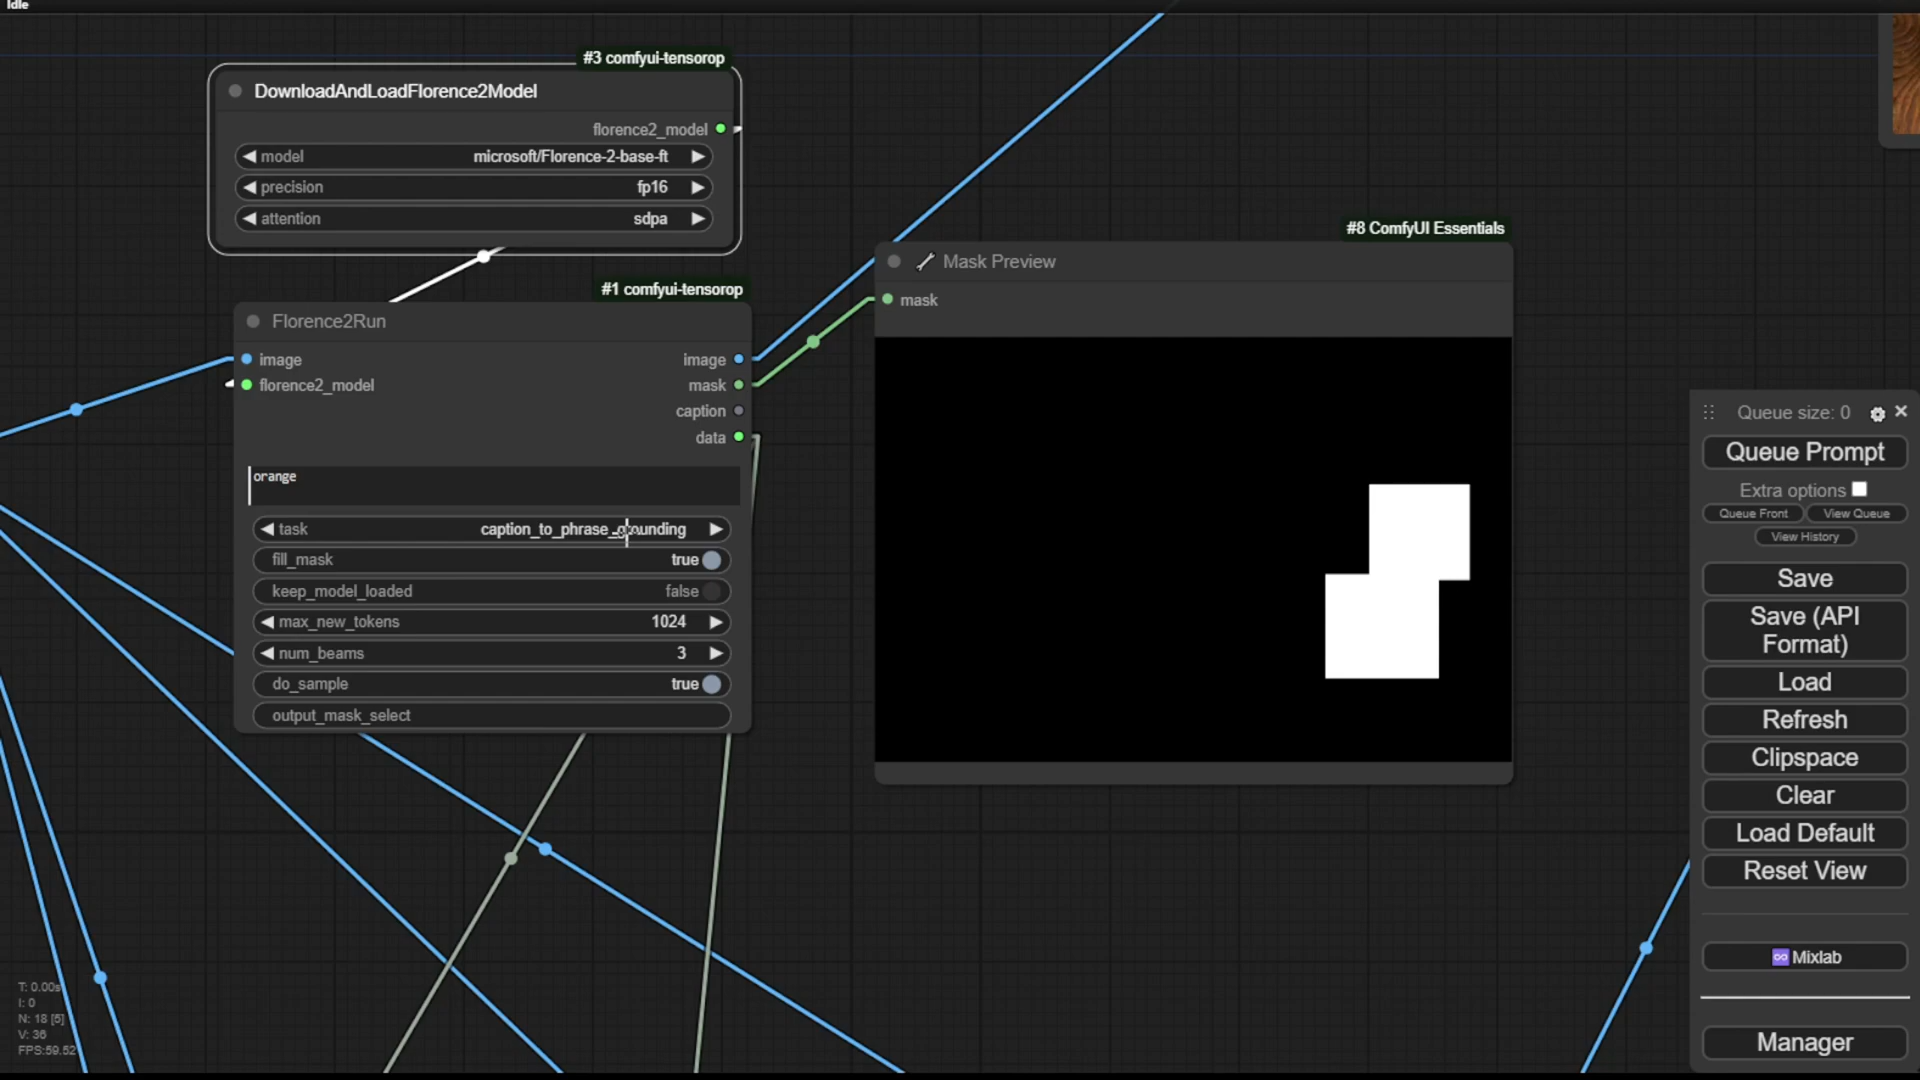 Idle
#3 comfyui-tensorop
DownloadAndLoadFlorence2Model
florence2_model
model microsoft/Florence-2-base-ft
precision fp16
attention sdpa
#1 comfyui-tensorop
Florence2Run
image image
florence2_model mask
caption
data
orange
task caption_to_phrase_grounding
fill_mask true
keep_model_loaded false
max_new_tokens 1024
num_beams 3
do_sample true
output_mask_select
#8 ComfyUI Essentials
Mask Preview
mask
Queue size: 0
Queue Prompt
Extra options
Queue Front View Queue
View History
Save
Save (API
Format)
Load
Refresh
Clipspace
Clear
Load Default
Reset View
Mixlab
Manager
T: 0.00s
I: 0
N: 18 [5]
V: 36
FPS:59.52